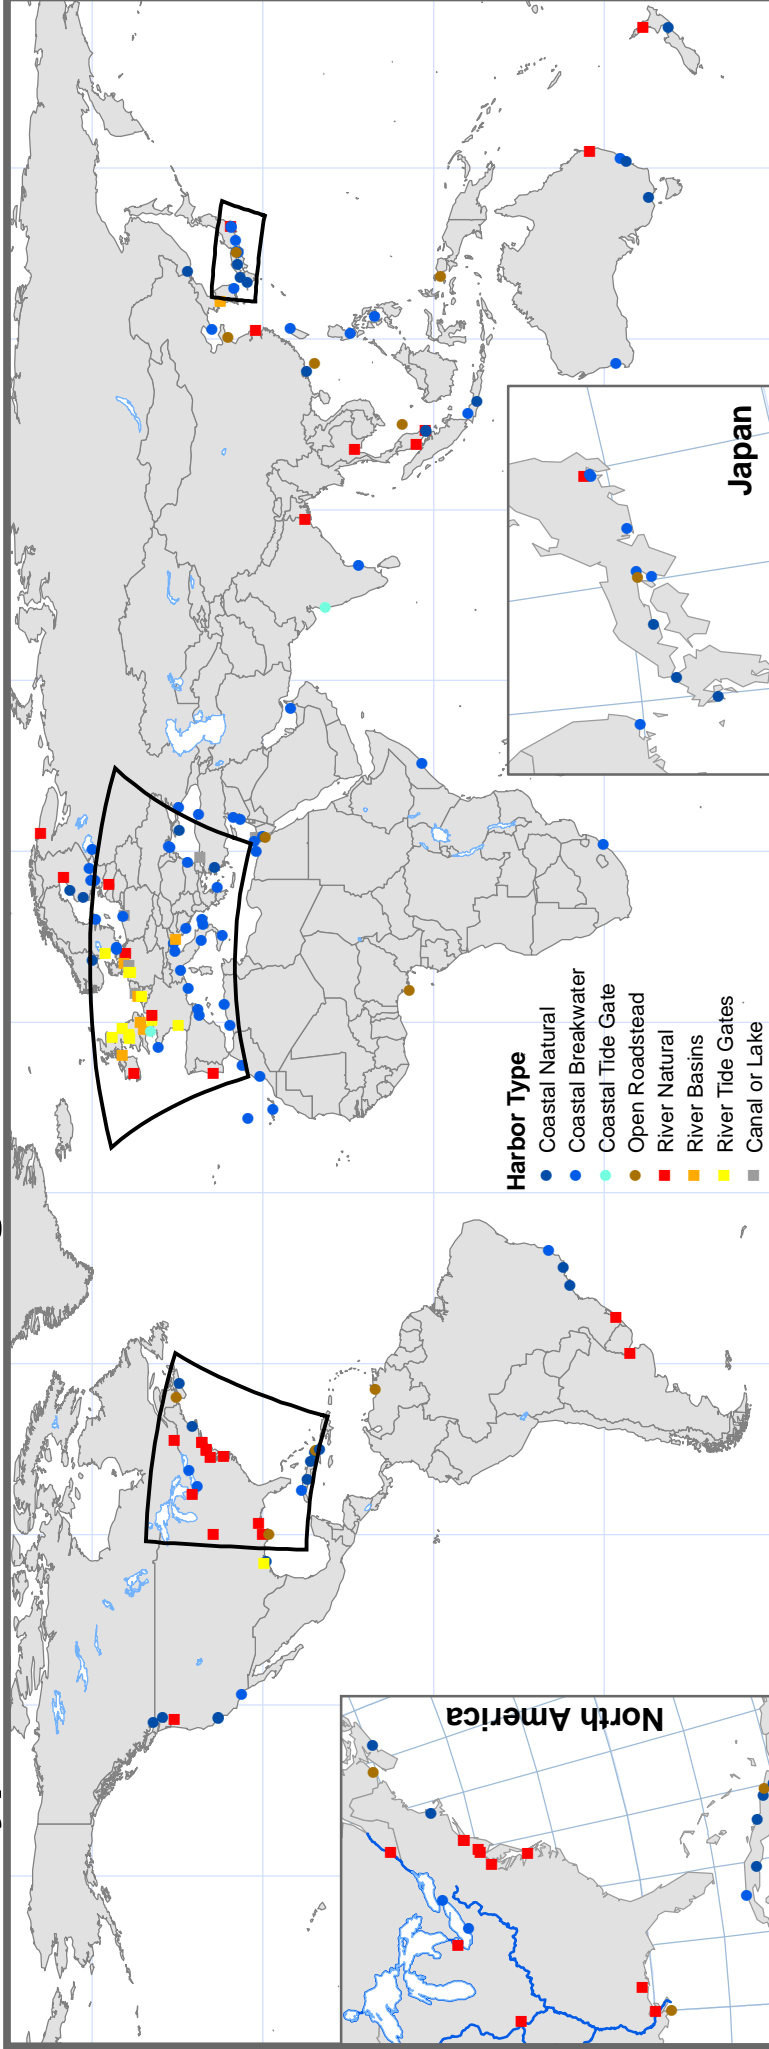 Harbor Type
Coastal Natural
Coastal Breakwater
Coastal Tide Gate
Open Roadstead
River Natural
River Basins
River Tide Gates
Canal or Lake
North America
Japan